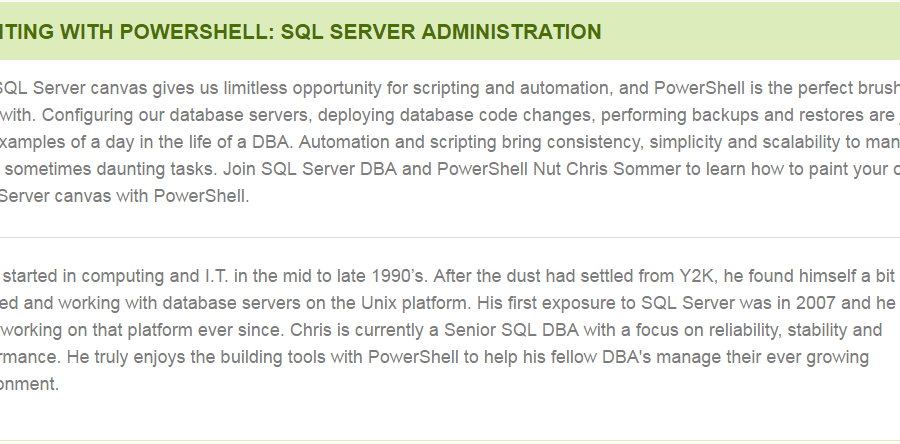 ITING WITH POWERSHELL: SQL SERVER ADMINISTRATION
SQL Server canvas gives us limitless opportunity for scripting and automation, and PowerShell is the perfect brush
with. Configuring our database servers, deploying database code changes, performing backups and restores are
xamples of a day in the life of a DBA. Automation and scripting bring consistency, simplicity and scalability to man
sometimes daunting tasks. Join SQL Server DBA and PowerShell Nut Chris Sommer to learn how to paint your o
Server canvas with PowerShell.
started in computing and I.T. in the mid to late 1990’s. After the dust had settled from Y2K, he found himself a bit
ed and working with database servers on the Unix platform. His first exposure to SQL Server was in 2007 and he
working on that platform ever since. Chris is currently a Senior SQL DBA with a focus on reliability, stability and
rmance. He truly enjoys the building tools with PowerShell to help his fellow DBA's manage their ever growing
onment.